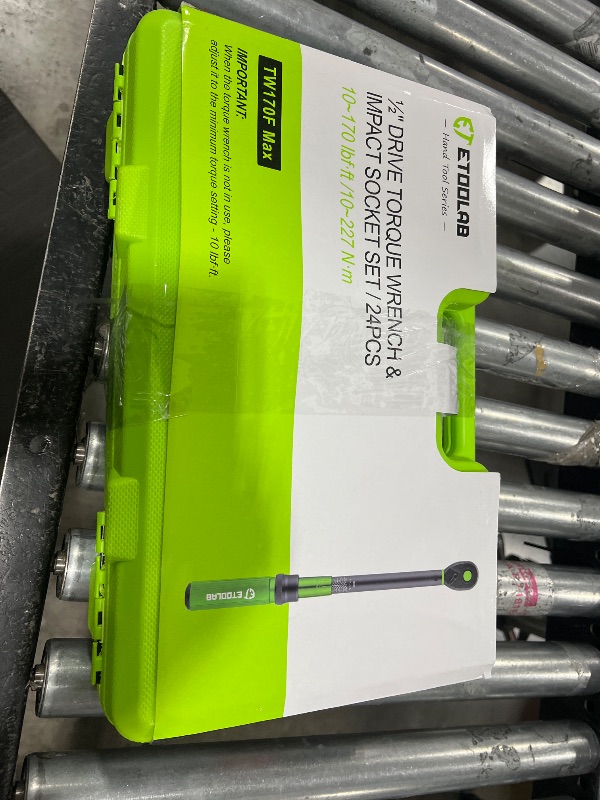 ETOOLAB
— Hand Tool Series —
½" DRIVE TORQUE WRENCH &
IMPACT SOCKET SET / 24PCS
10~170 lbf·ft /10~227 N·m
TW170F Max
IMPORTANT:
When the torque wrench is not in use, please
adjust it to the minimum torque setting - 10 lbf·ft.
ETOOLAB